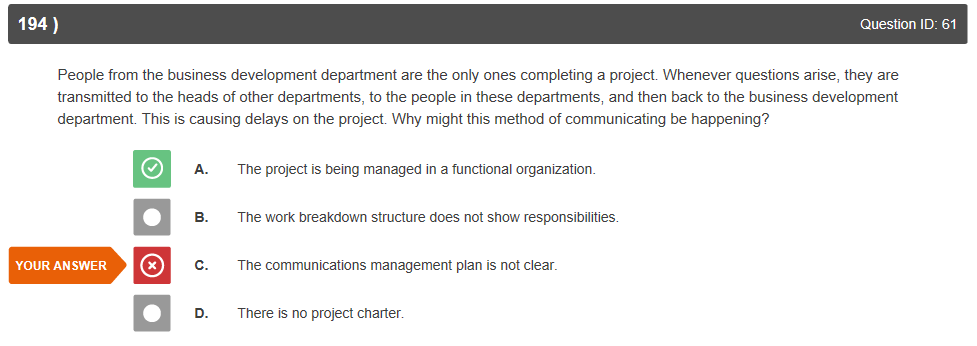 194 ) Question ID: 61
People from the business development department are the only ones completing a project. Whenever questions arise, they are
transmitted to the heads of other departments, to the people in these departments, and then back to the business development
department. This is causing delays on the project. Why might this method of communicating be happening?
A. The project is being managed in a functional organization.
B. The work breakdown structure does not show responsibilities.
YOUR ANSWER C. The communications management plan is not clear.
D. There is no project charter.